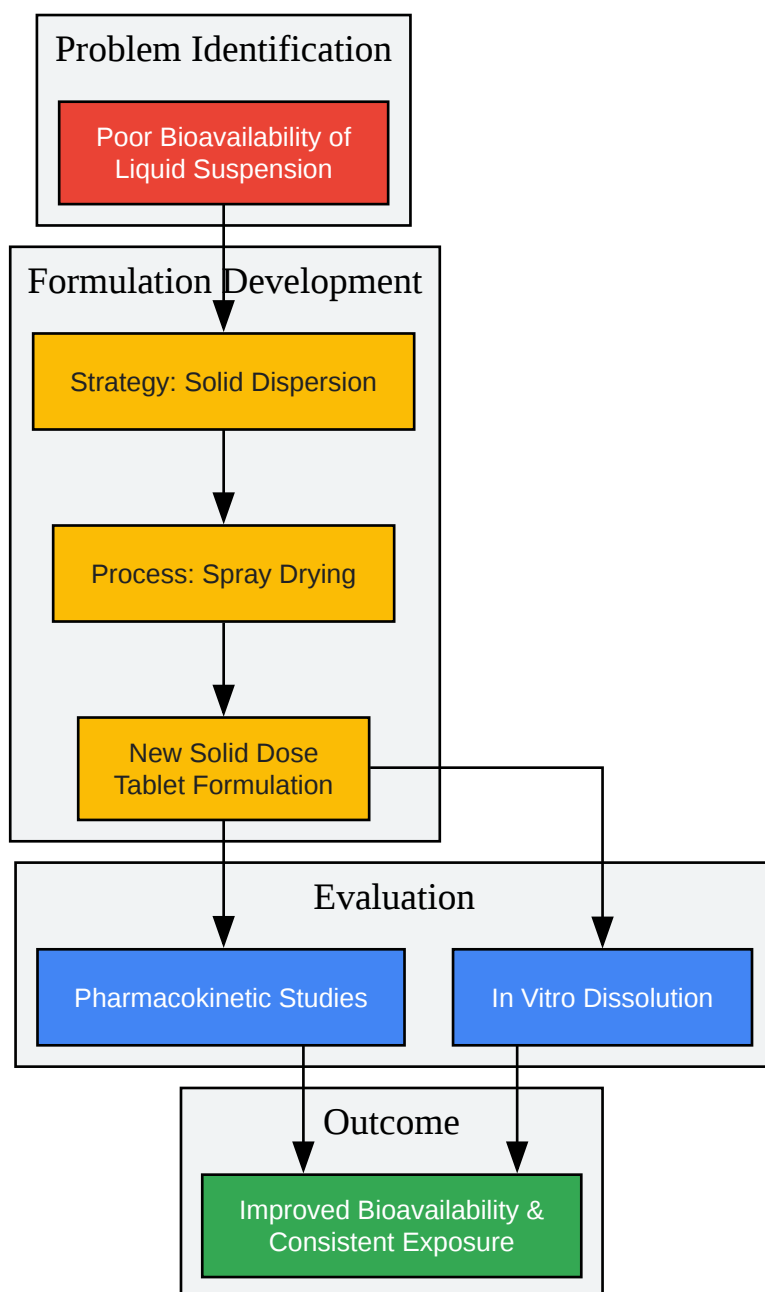 Problem Identification
Poor Bioavailability of
Liquid Suspension
Formulation Development
Strategy: Solid Dispersion
Process: Spray Drying
New Solid Dose
Tablet Formulation
Evaluation
Pharmacokinetic Studies
In Vitro Dissolution
Outcome
Improved Bioavailability &
Consistent Exposure